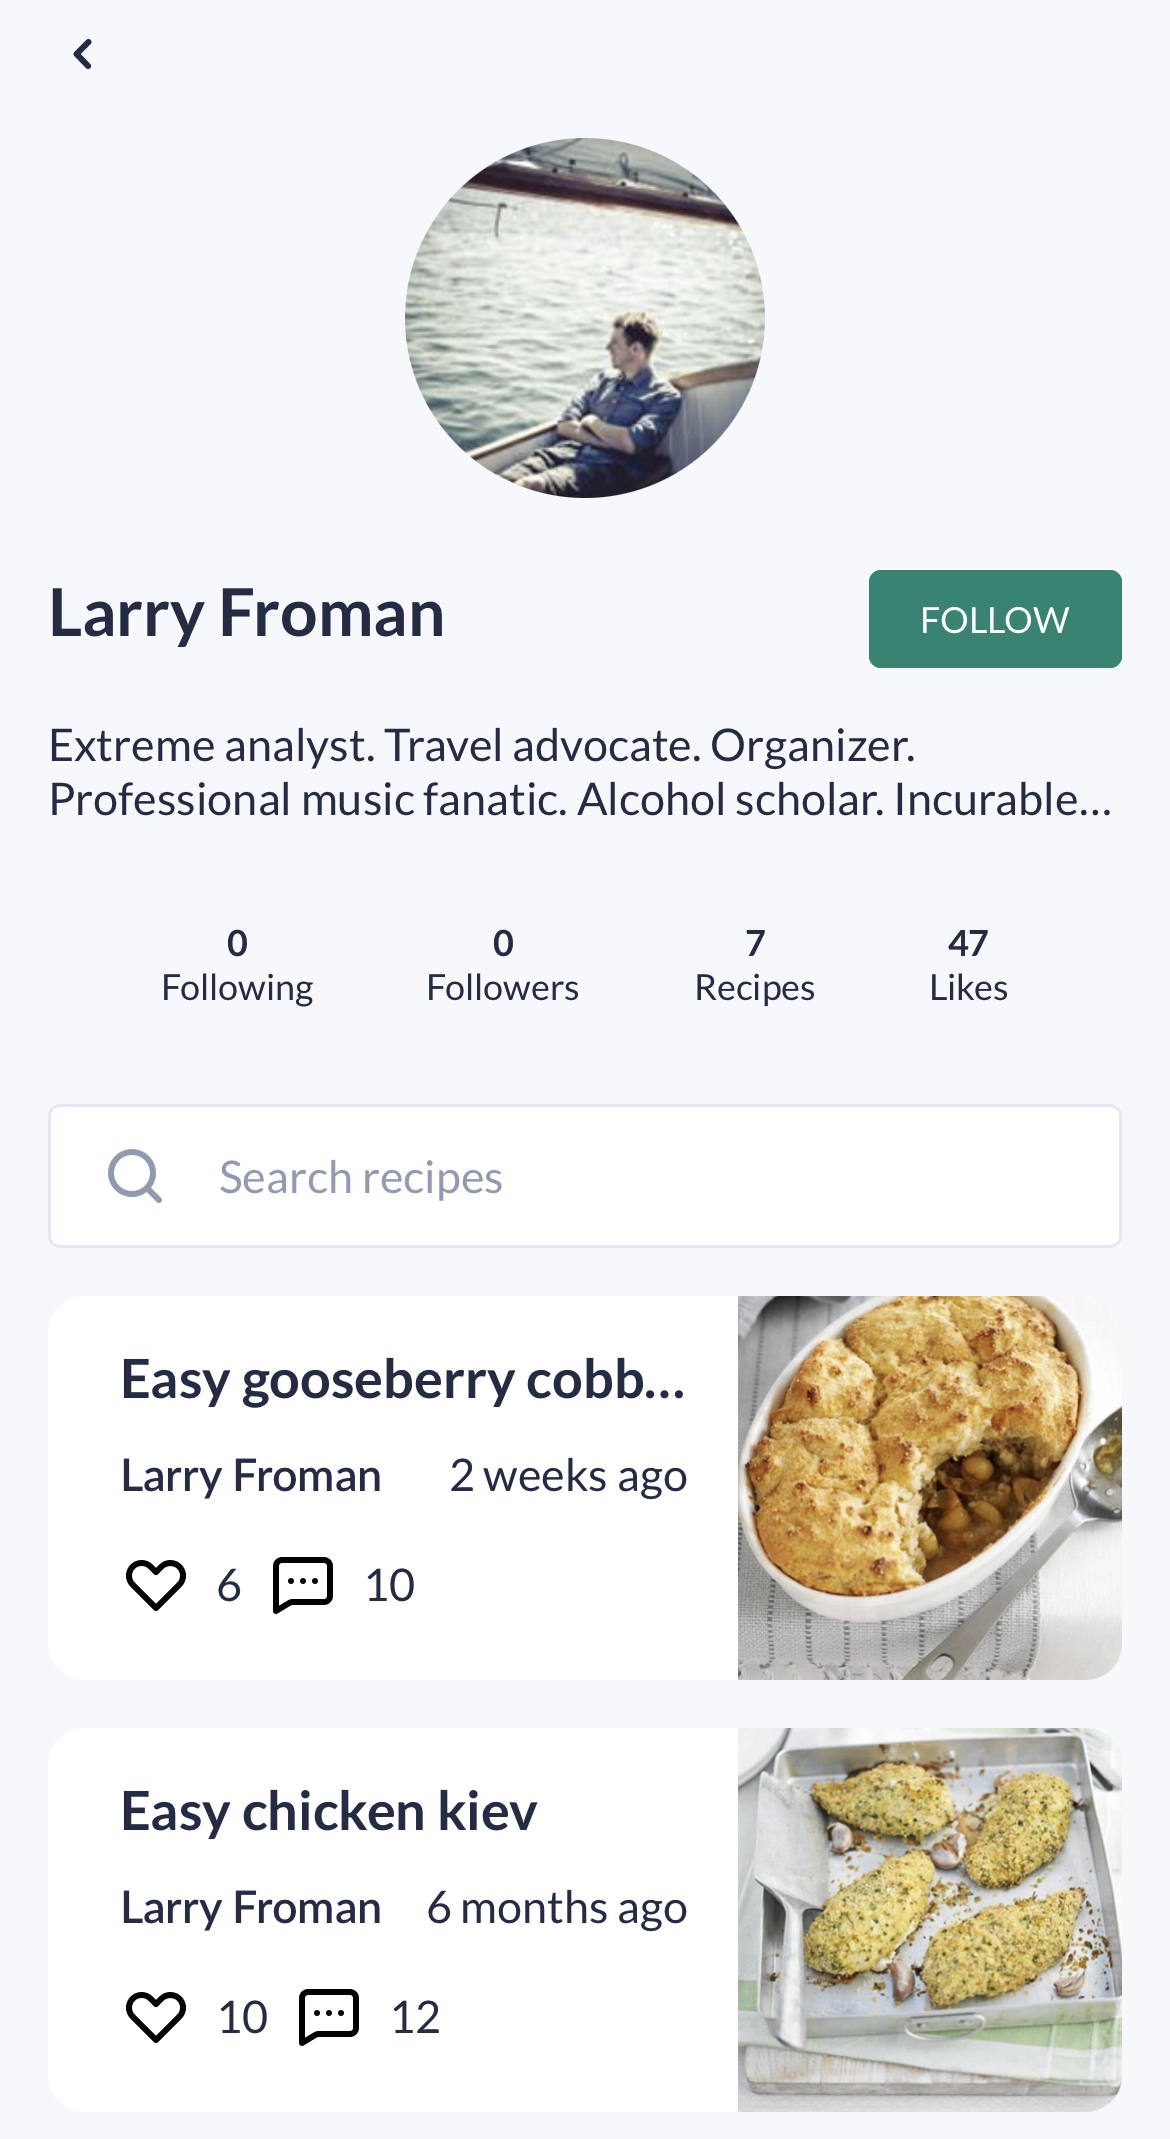 Larry Froman
FOLLOW
Extreme analyst. Travel advocate. Organizer.
Professional music fanatic. Alcohol scholar. Incurable...
0
Following
0
Followers
7
Recipes
47
Likes
Search recipes
Easy gooseberry cobb...
Larry Froman 2 weeks ago
6 10
Easy chicken kiev
Larry Froman 6 months ago
10 12